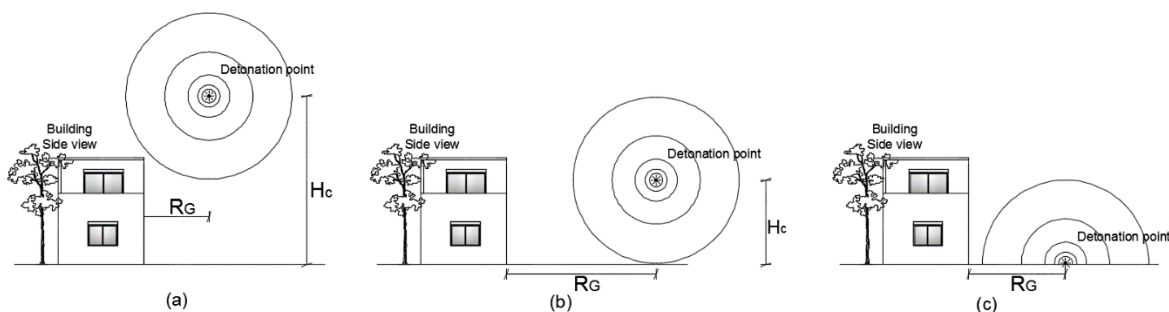 Detonation point
Building
Side view
Hc
RG
(a)
Building
Side view
Detonation point
Hc
RG
(b)
Building
Side view
Detonation point
RG
(c)